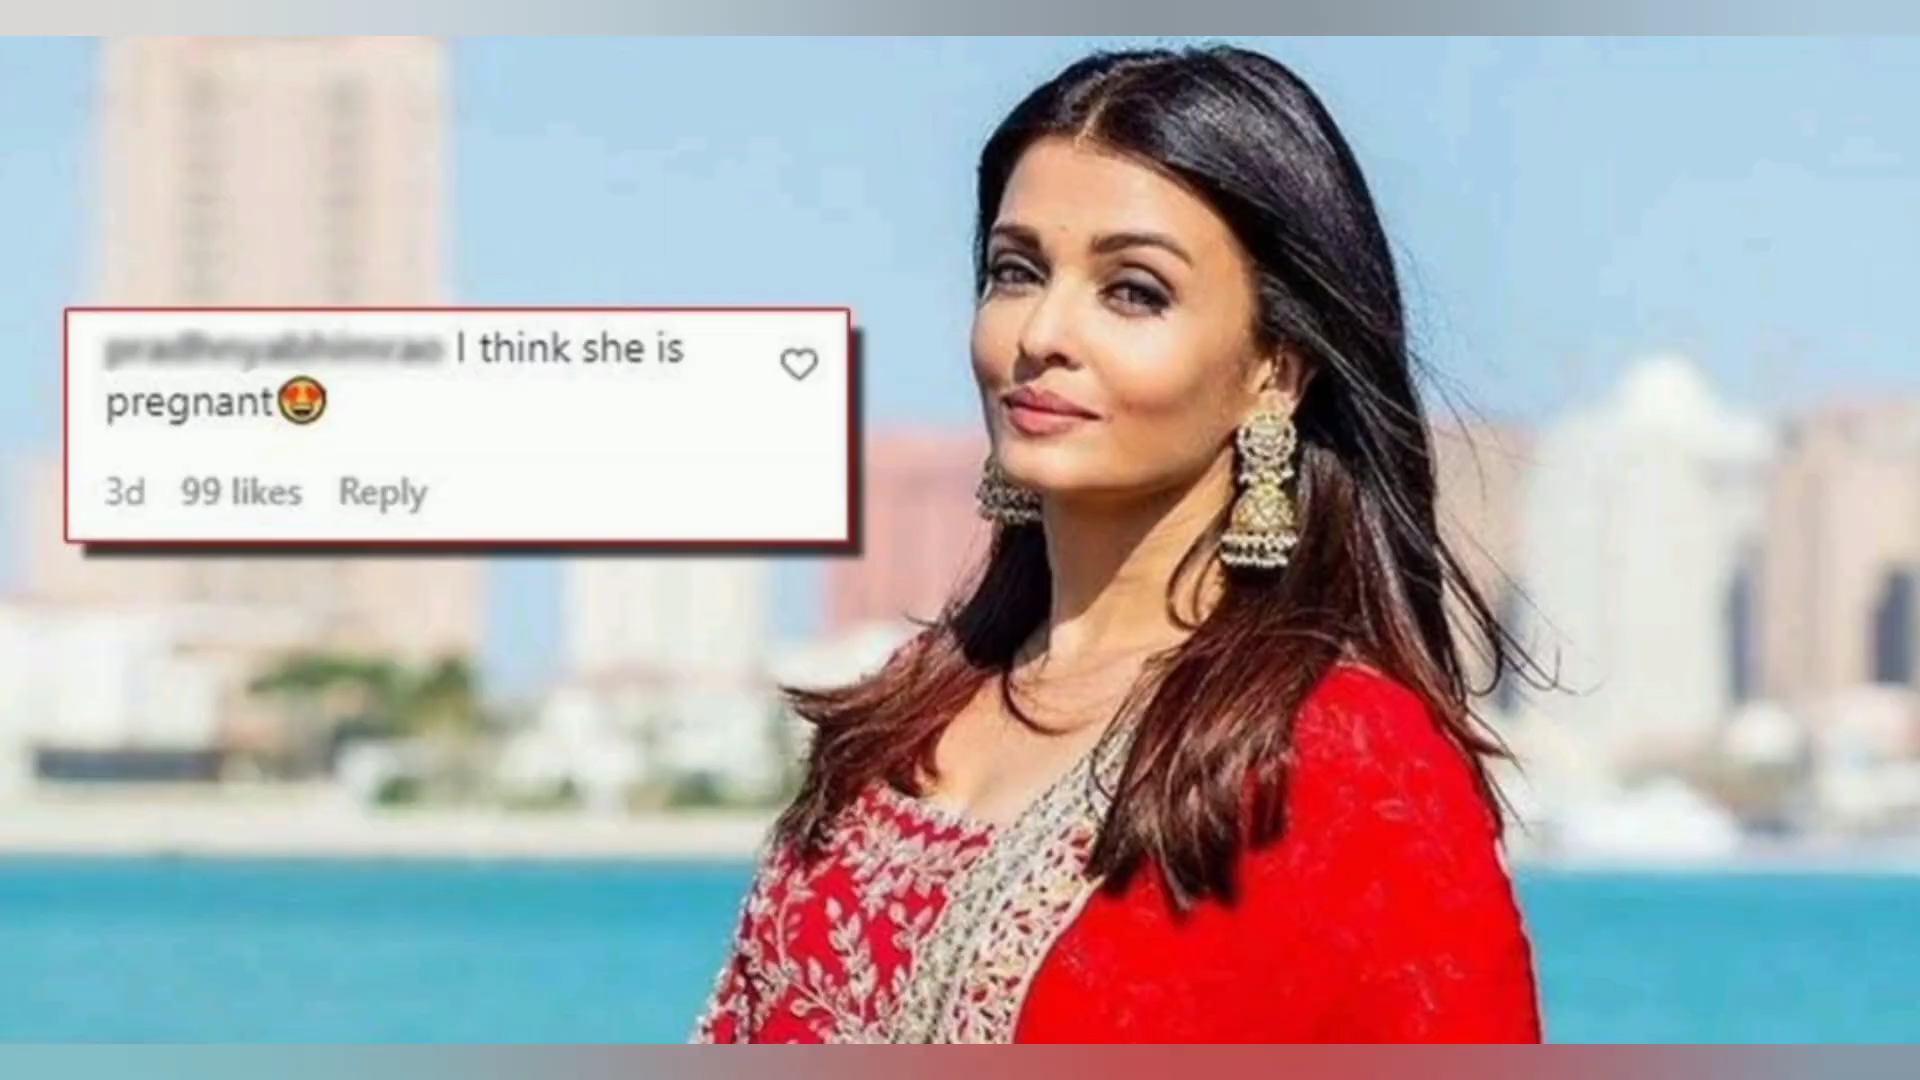 I think she is
pregnant😍
3d 99 likes Reply